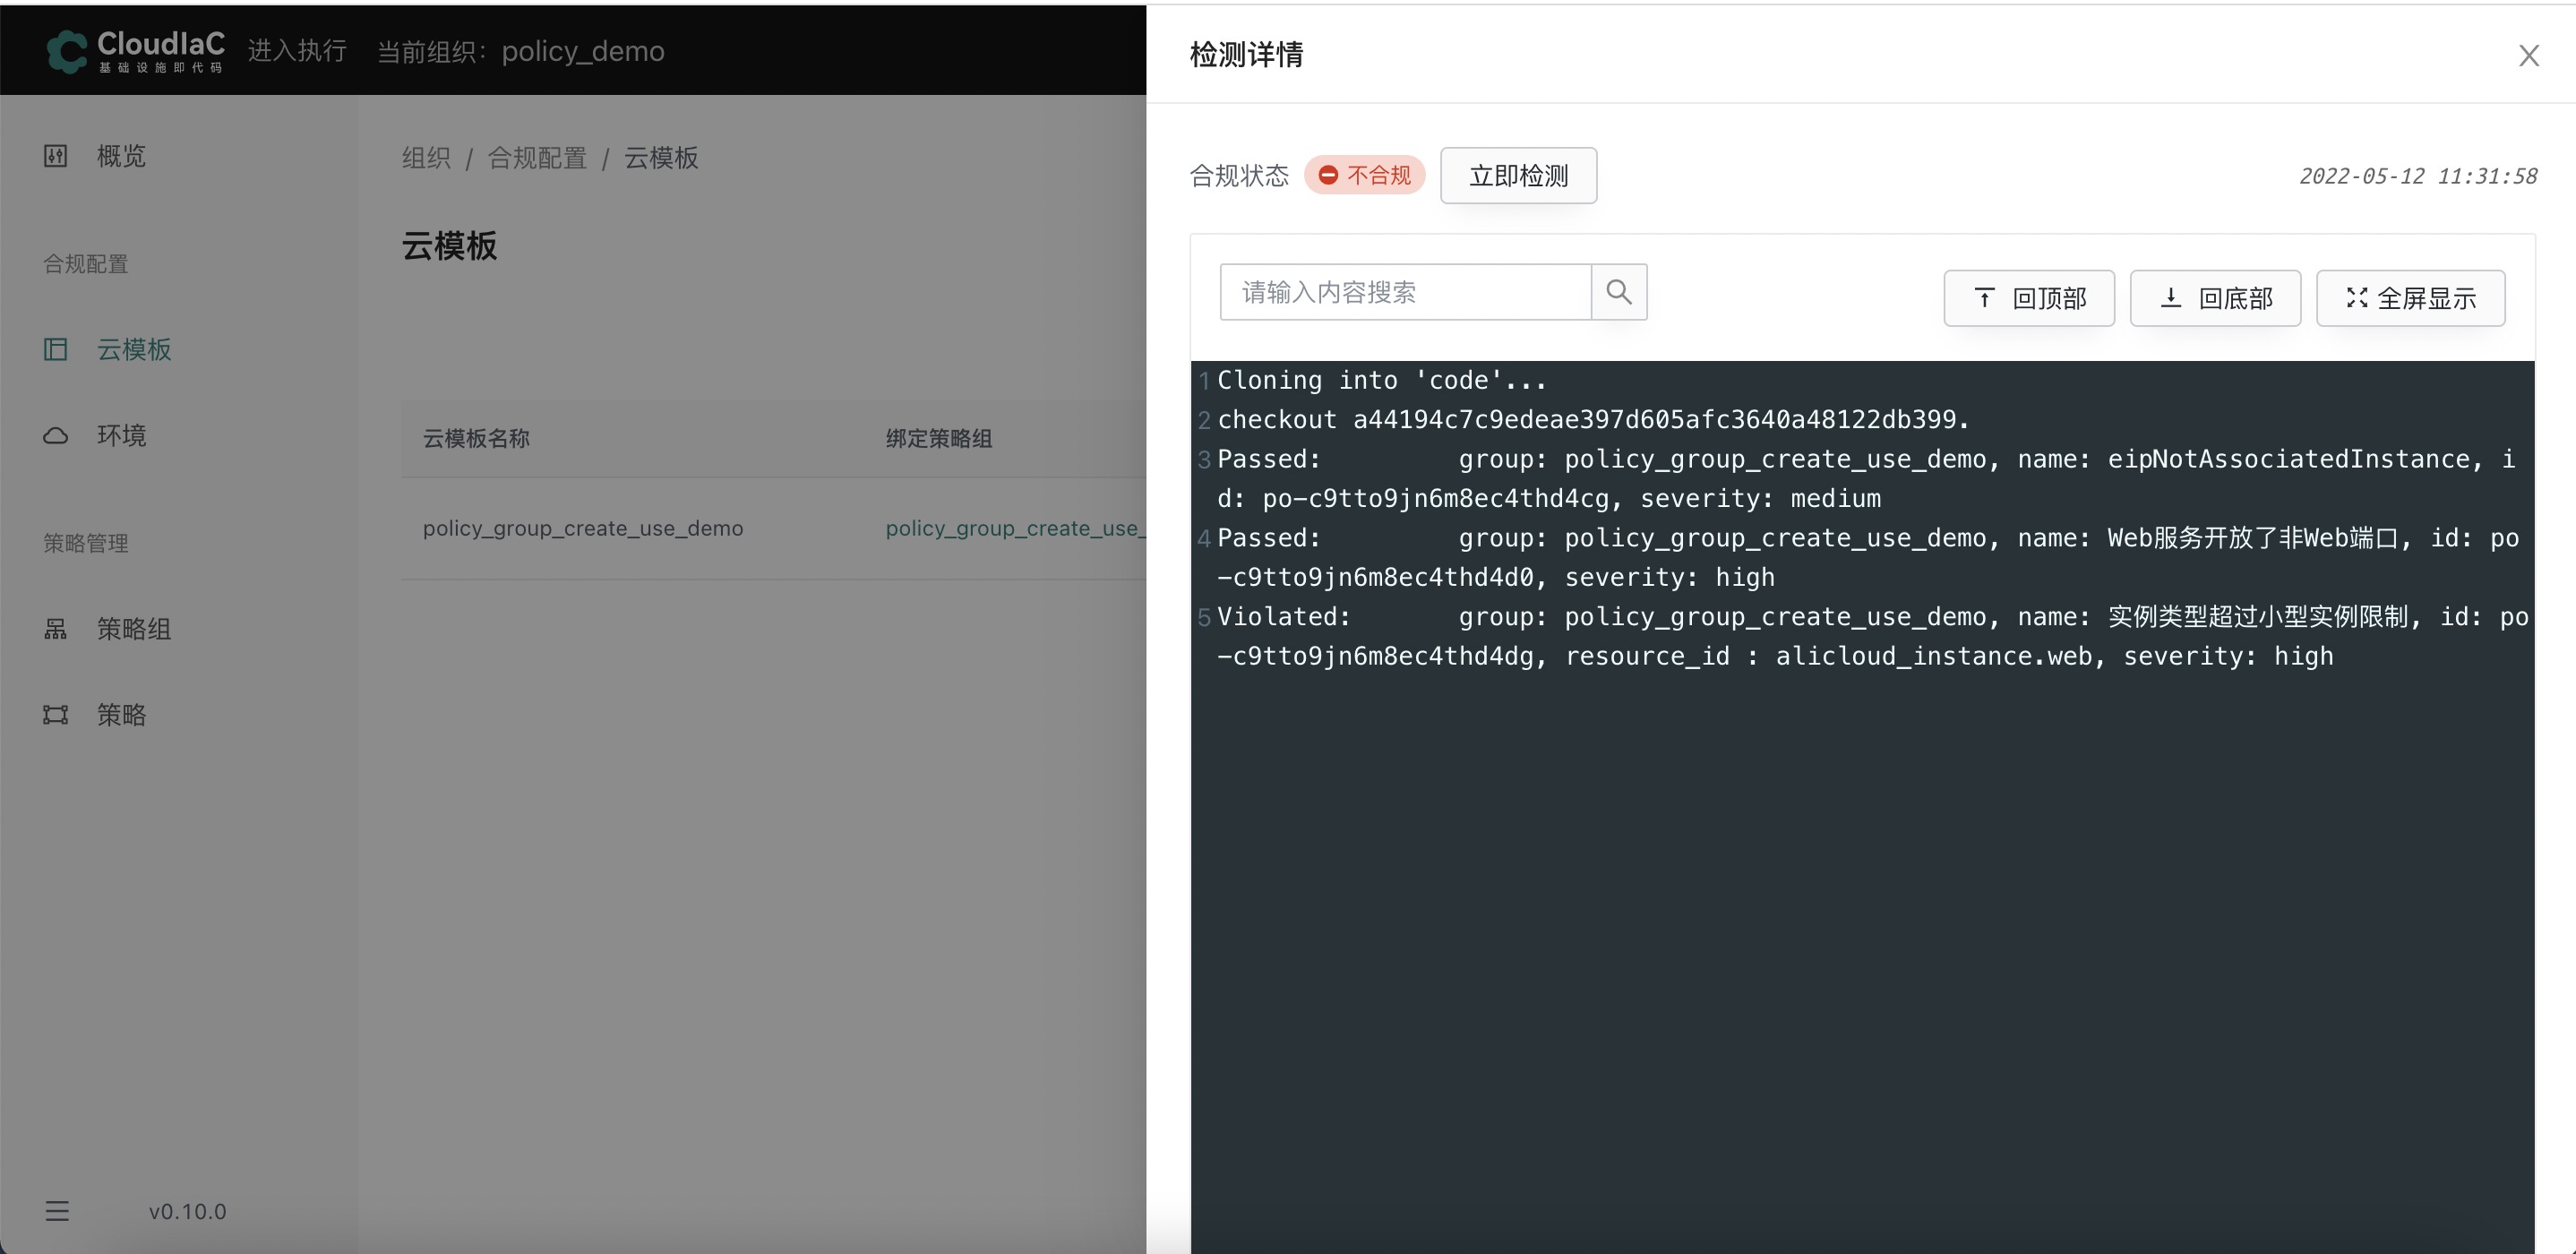 CloudIaC
基础设施即代码
进入执行
当前组织：policy_demo
概览
合规配置
云模板
环境
策略管理
策略组
策略
v0.10.0
组织 / 合规配置 / 云模板
云模板
云模板名称
绑定策略组
policy_group_create_use_demo
policy_group_create_use_
检测详情
合规状态
不合规
立即检测
2022-05-12 11:31:58
请输入内容搜索
回顶部
回底部
全屏显示
1 Cloning into 'code'...
2 checkout a44194c7c9edeae397d605afc3640a48122db399.
3 Passed: group: policy_group_create_use_demo, name: eipNotAssociatedInstance, i
d: po-c9tto9jn6m8ec4thd4cg, severity: medium
4 Passed: group: policy_group_create_use_demo, name: Web服务开放了非Web端口, id: po
-c9tto9jn6m8ec4thd4d0, severity: high
5 Violated: group: policy_group_create_use_demo, name: 实例类型超过小型实例限制, id: po
-c9tto9jn6m8ec4thd4dg, resource_id : alicloud_instance.web, severity: high